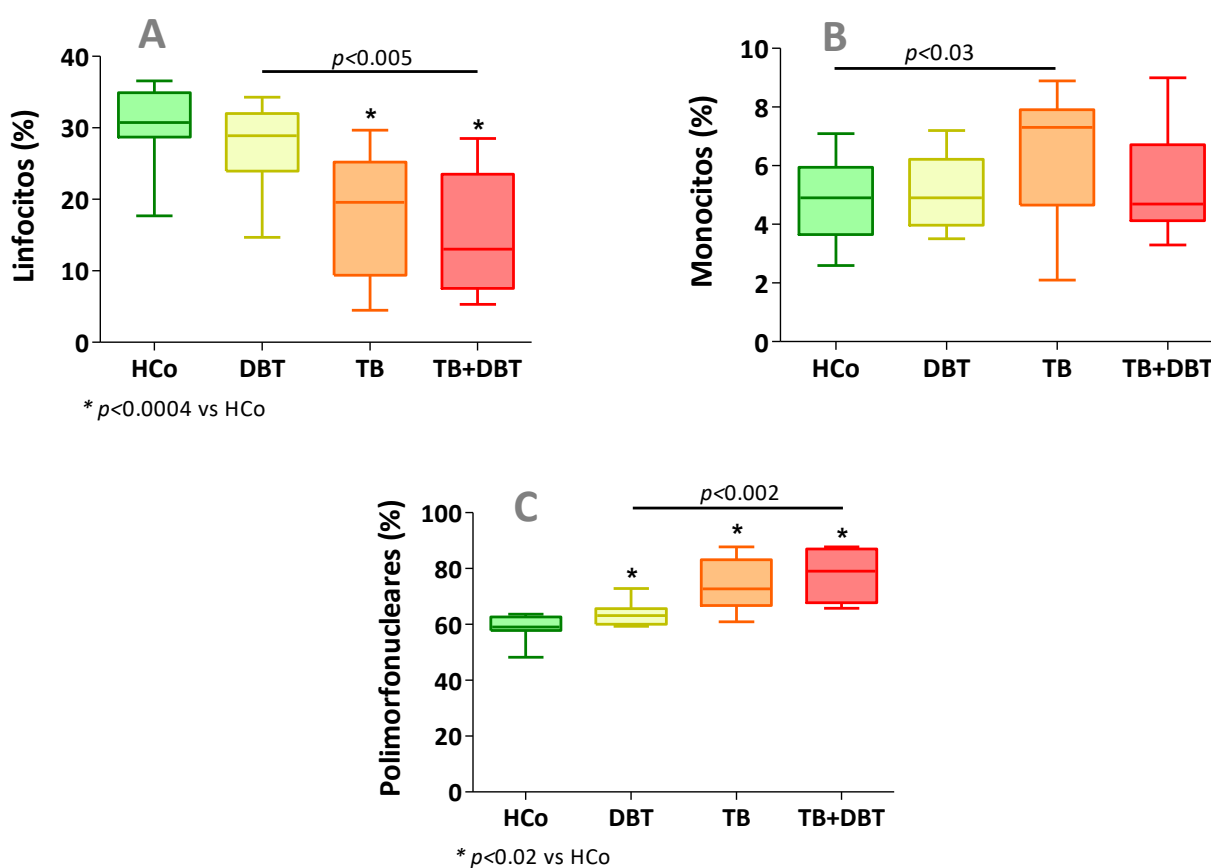 A
p<0.005
40
30
20
10
0
Linfocitos (%)
*
*
HCo DBT TB TB+DBT
* p<0.0004 vs HCo
B
p<0.03
10
8
6
4
2
0
Monocitos (%)
HCo DBT TB TB+DBT
C
p<0.002
100
80
60
40
20
0
Polimorfonucleares (%)
*
*
*
HCo DBT TB TB+DBT
* p<0.02 vs HCo